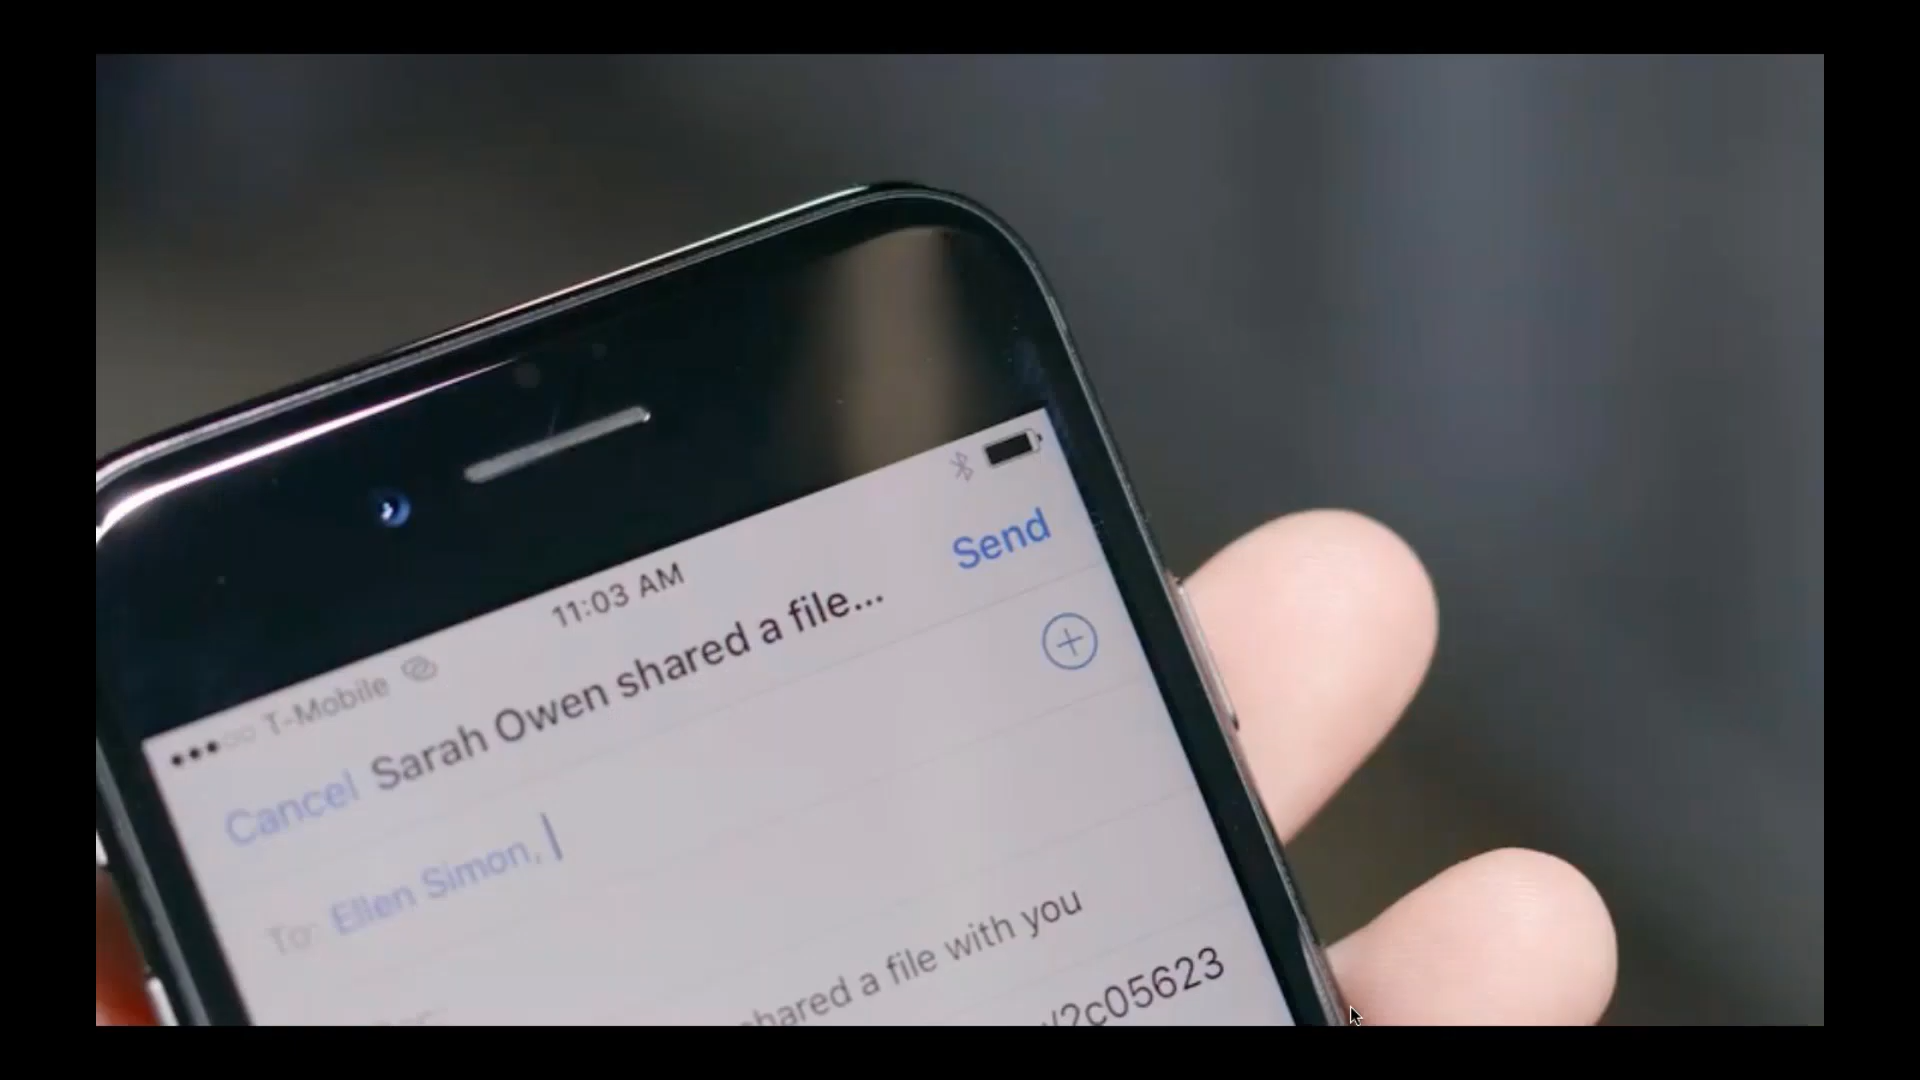 T-Mobile
11:03 AM
Cancel Sarah Owen shared a file... Send
To: Ellen Simon,
shared a file with you
/2c05623